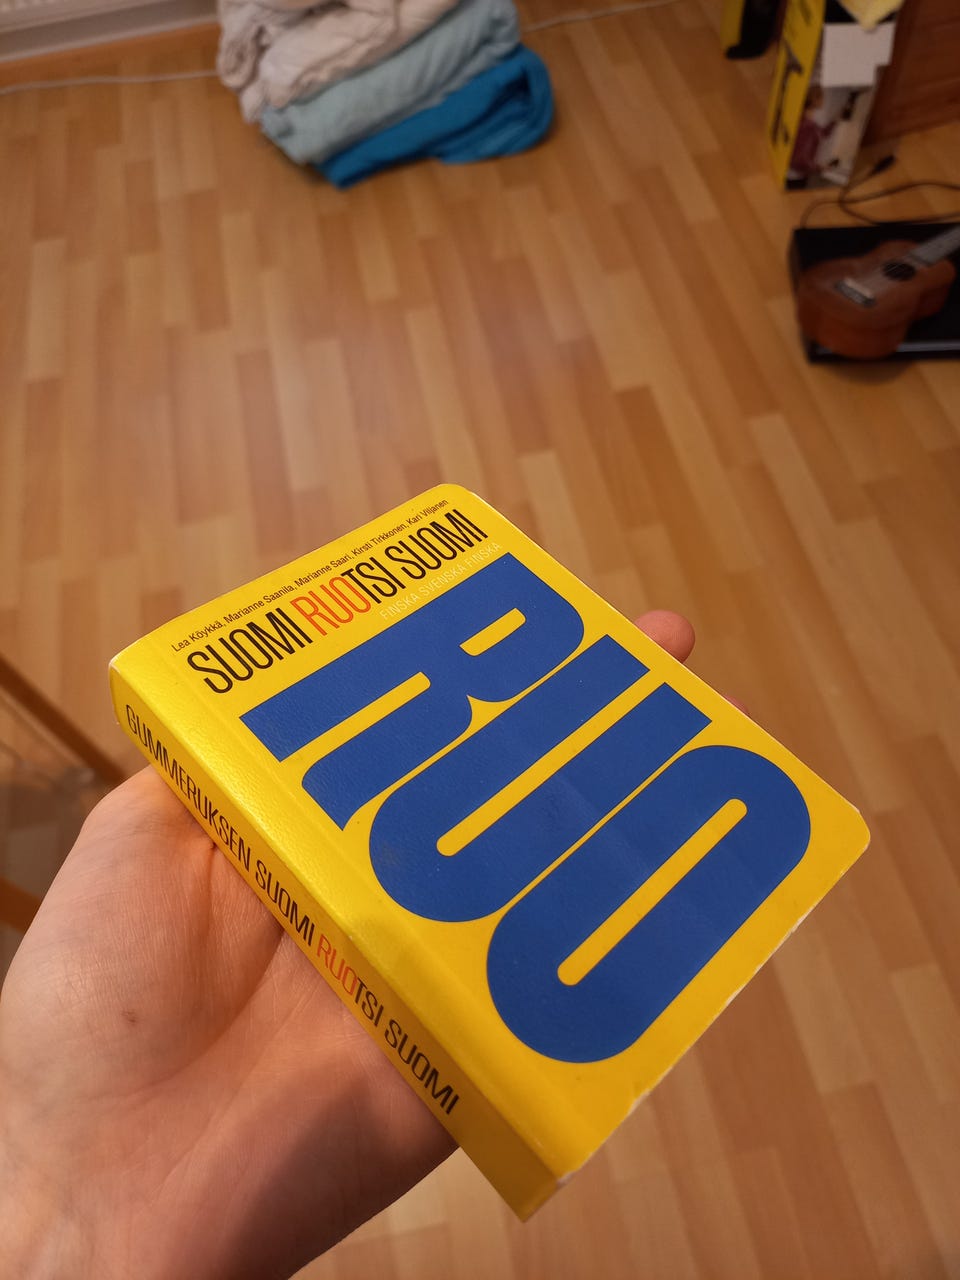 Lea Köykkä, Marianne Saanila, Marianne Saari, Kirsti Tirkkonen, Kari Viljanen
SUOMI RUOTSI SUOMI
FINSKA SVENSKA FINSKA
RUO
GUMMERUKSEN SUOMI RUOTSI SUOMI